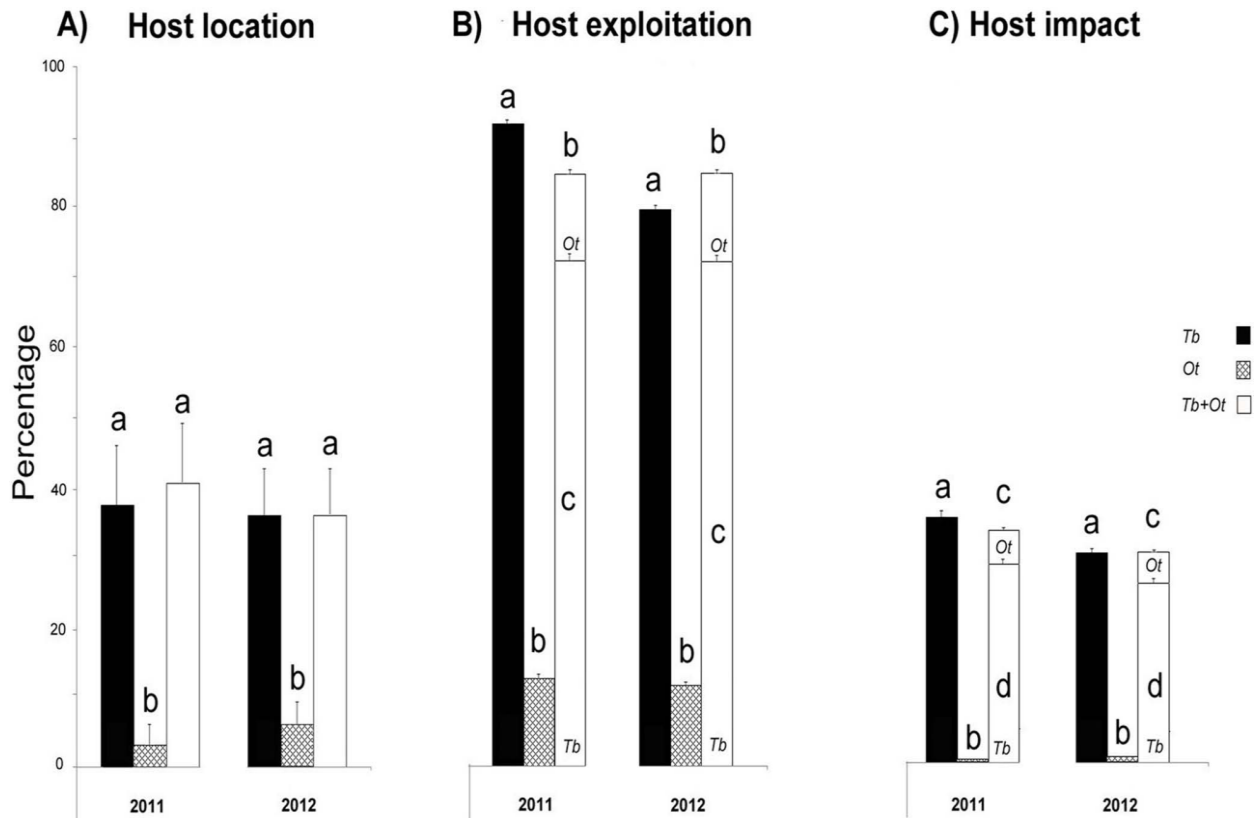 A) Host location
B) Host exploitation
C) Host impact
Percentage
100
80
60
40
20
0
a
b
a
a
b
a
2011
2012
a
b
b
Ot
c
Tb
a
b
b
Ot
c
Tb
2011
2012
a
b
c
Ot
d
Tb
a
b
c
Ot
d
Tb
2011
2012
Tb
Ot
Tb+Ot